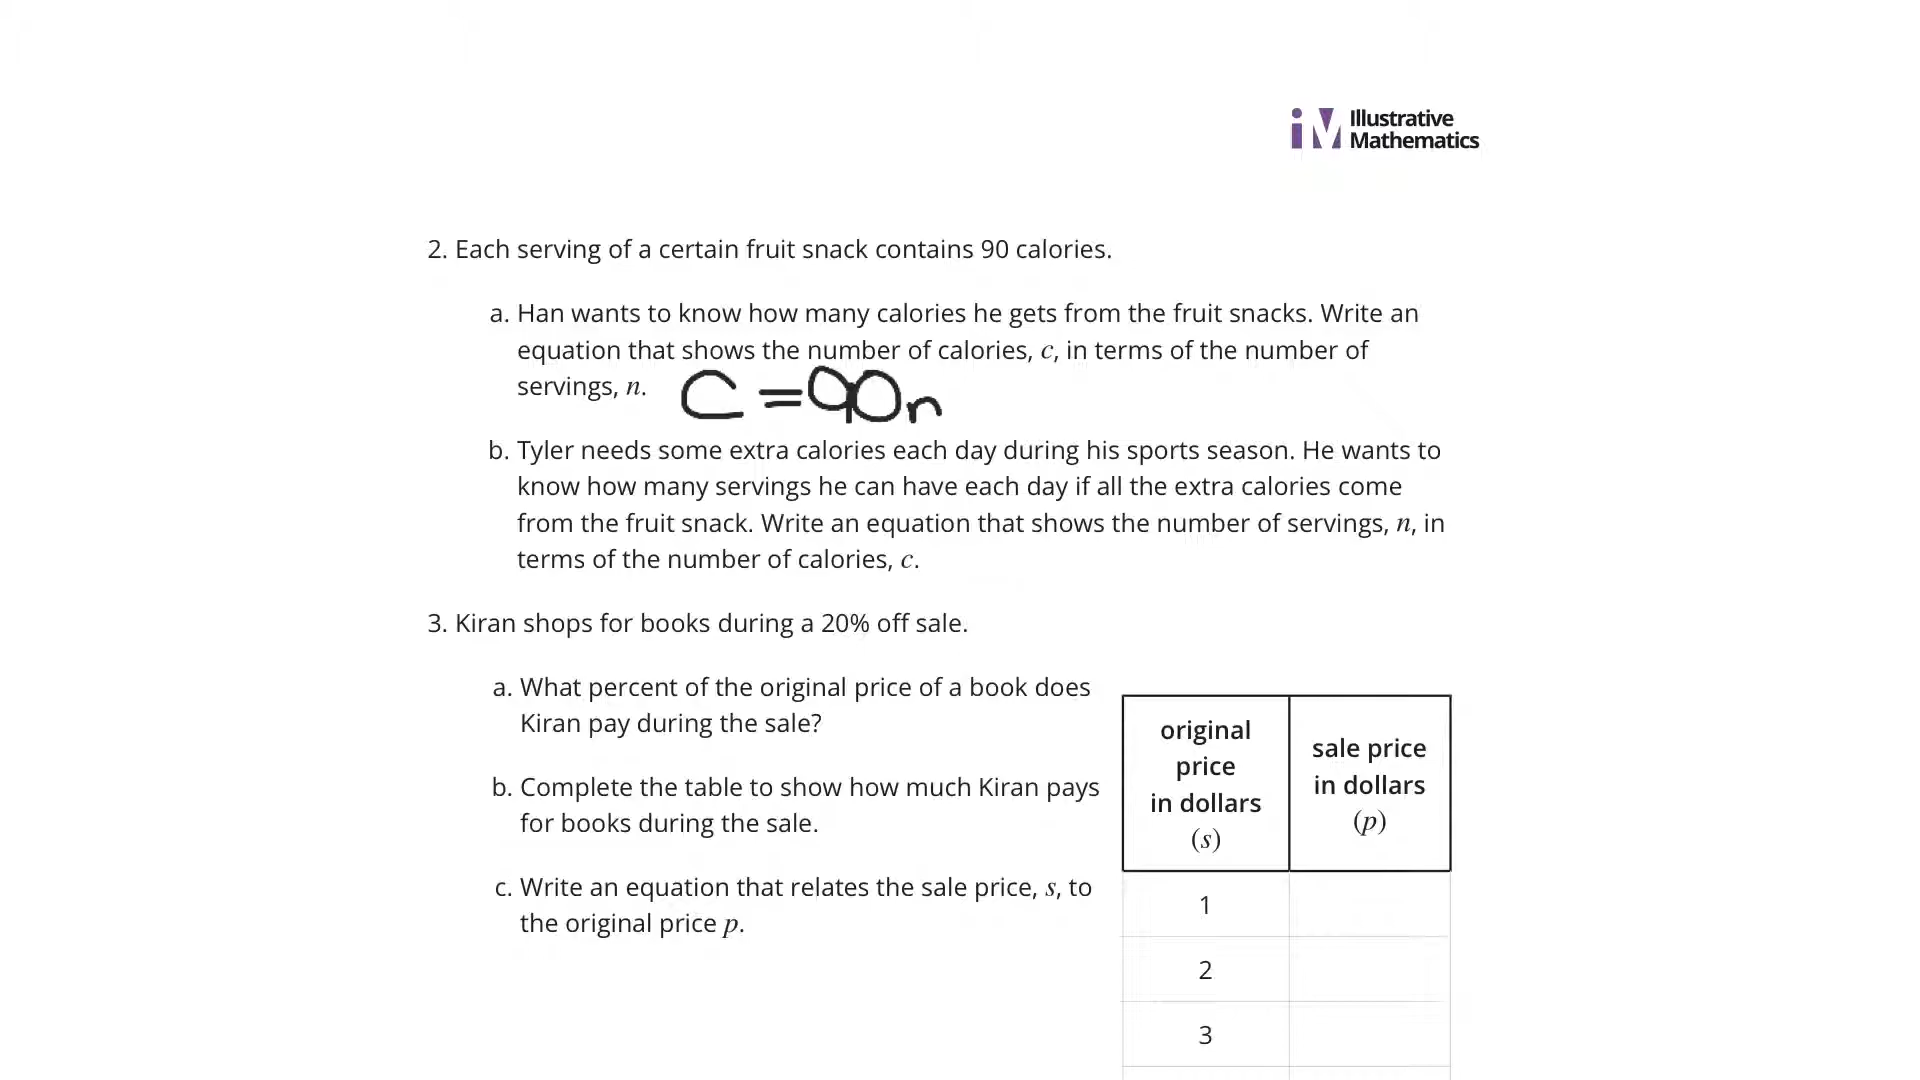 Illustrative
Mathematics
2. Each serving of a certain fruit snack contains 90 calories.
a. Han wants to know how many calories he gets from the fruit snacks. Write an
equation that shows the number of calories, c, in terms of the number of
servings, n.
c = 90n
b. Tyler needs some extra calories each day during his sports season. He wants to
know how many servings he can have each day if all the extra calories come
from the fruit snack. Write an equation that shows the number of servings, n, in
terms of the number of calories, c.
3. Kiran shops for books during a 20% off sale.
a. What percent of the original price of a book does
Kiran pay during the sale?
b. Complete the table to show how much Kiran pays
for books during the sale.
c. Write an equation that relates the sale price, s, to
the original price p.
original
price
in dollars
(s)
sale price
in dollars
(p)
1
2
3